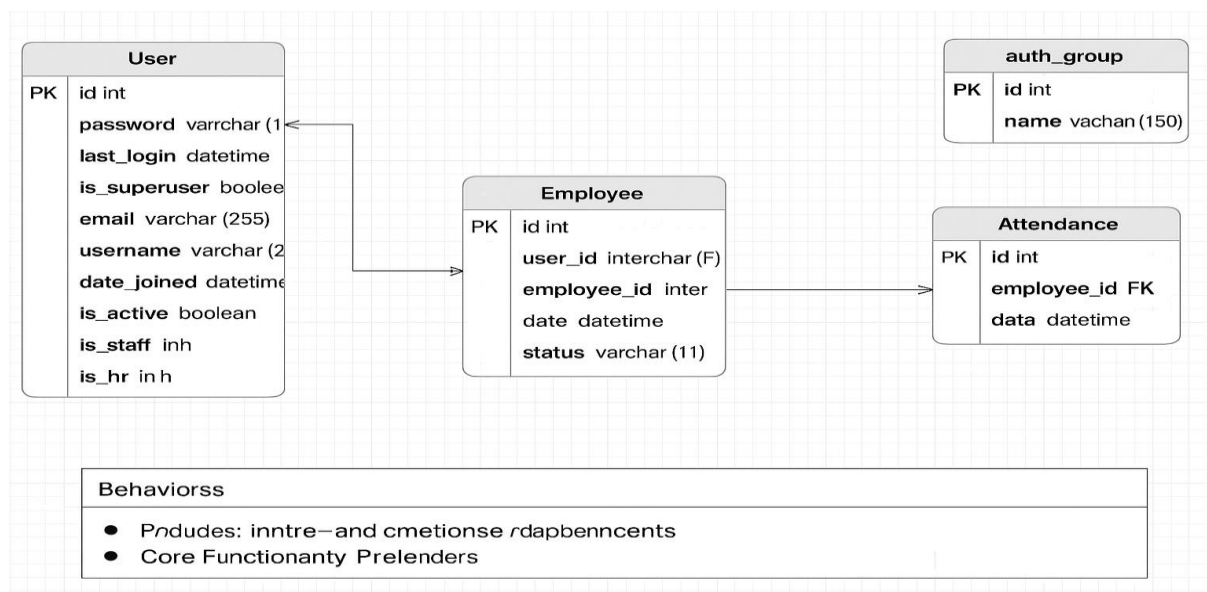 User
PK id int
password varrchar (1
last_login datetime
is_superuser boolee
email varchar (255)
username varchar (2
date_joined datetime
is_active boolean
is_staff inh
is_hr in h
Employee
PK id int
user_id interchar (F)
employee_id inter
date datetime
status varchar (11)
auth_group
PK id int
name vachan (150)
Attendance
PK id int
employee_id FK
data datetime
Behaviorss
● Pndudes: inntre—and cmetionse rdapbenncents
● Core Functionanty Prelenders